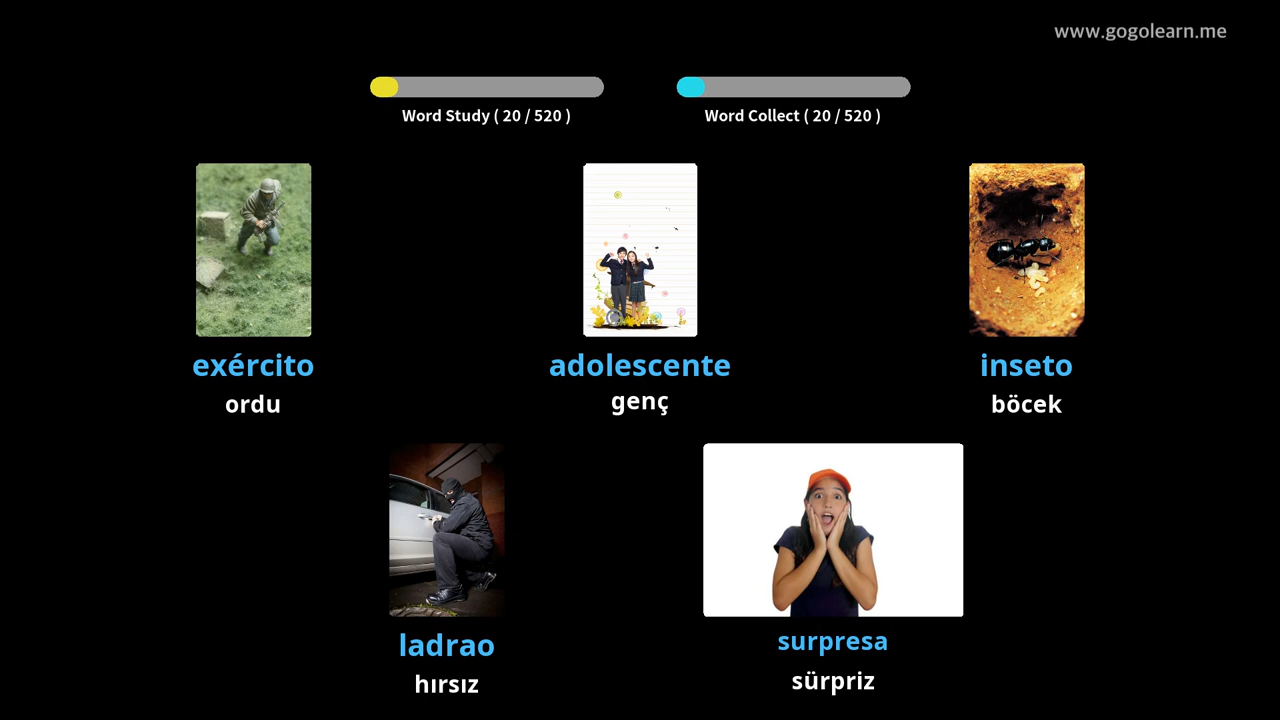 www.gogolearn.me
Word Study ( 20 / 520 )
Word Collect ( 20 / 520 )
exército
ordu
adolescente
genç
inseto
böcek
ladrao
hırsız
surpresa
sürpriz